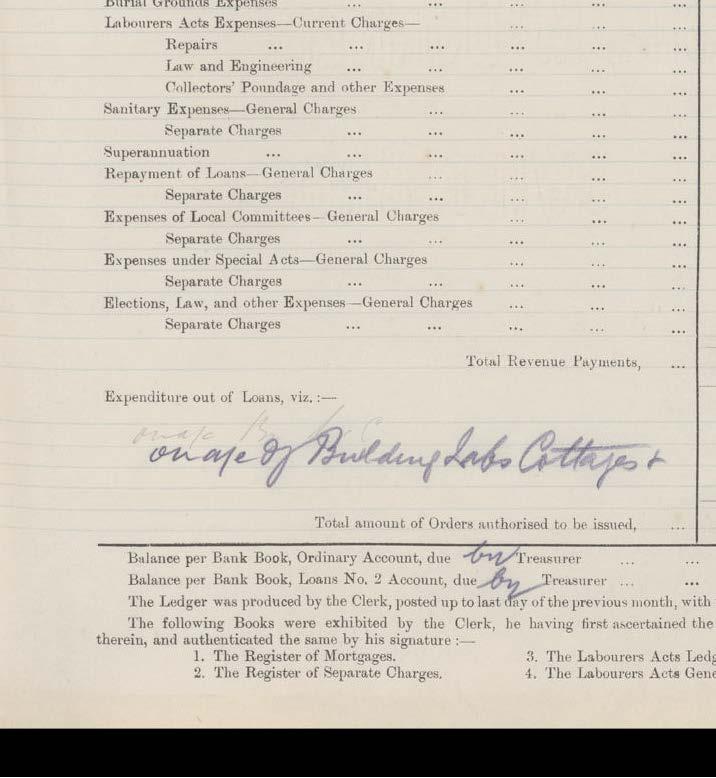 Burial Grounds Expenses ... ... ... ... ...
Labourers Acts Expenses—Current Charges— ... ... ...
Repairs ... ... ... ... ... ...
Law and Engineering ... ... ... ... ...
Collectors' Poundage and other Expenses ... ... ...
Sanitary Expenses—General Charges ... ... ... ...
Separate Charges ... ... ... ... ...
Superannuation ... ... ... ... ... ...
Repayment of Loans—General Charges ... ... ... ...
Separate Charges ... ... ... ... ...
Expenses of Local Committees—General Charges ... ... ...
Separate Charges ... ... ... ... ...
Expenses under Special Acts—General Charges ... ... ...
Separate Charges ... ... ... ... ...
Elections, Law, and other Expenses—General Charges ... ... ...
Separate Charges ... ... ... ... ...
Total Revenue Payments, ...
Expenditure out of Loans, viz. :—
on a/c of Building Labs Cottages &
Total amount of Orders authorised to be issued, ...
Balance per Bank Book, Ordinary Account, due by Treasurer ... ...
Balance per Bank Book, Loans No. 2 Account, due by Treasurer ... ...
The Ledger was produced by the Clerk, posted up to last day of the previous month, with
The following Books were exhibited by the Clerk, he having first ascertained the
therein, and authenticated the same by his signature :—
1. The Register of Mortgages. 3. The Labourers Acts Ledg
2. The Register of Separate Charges. 4. The Labourers Acts Gene